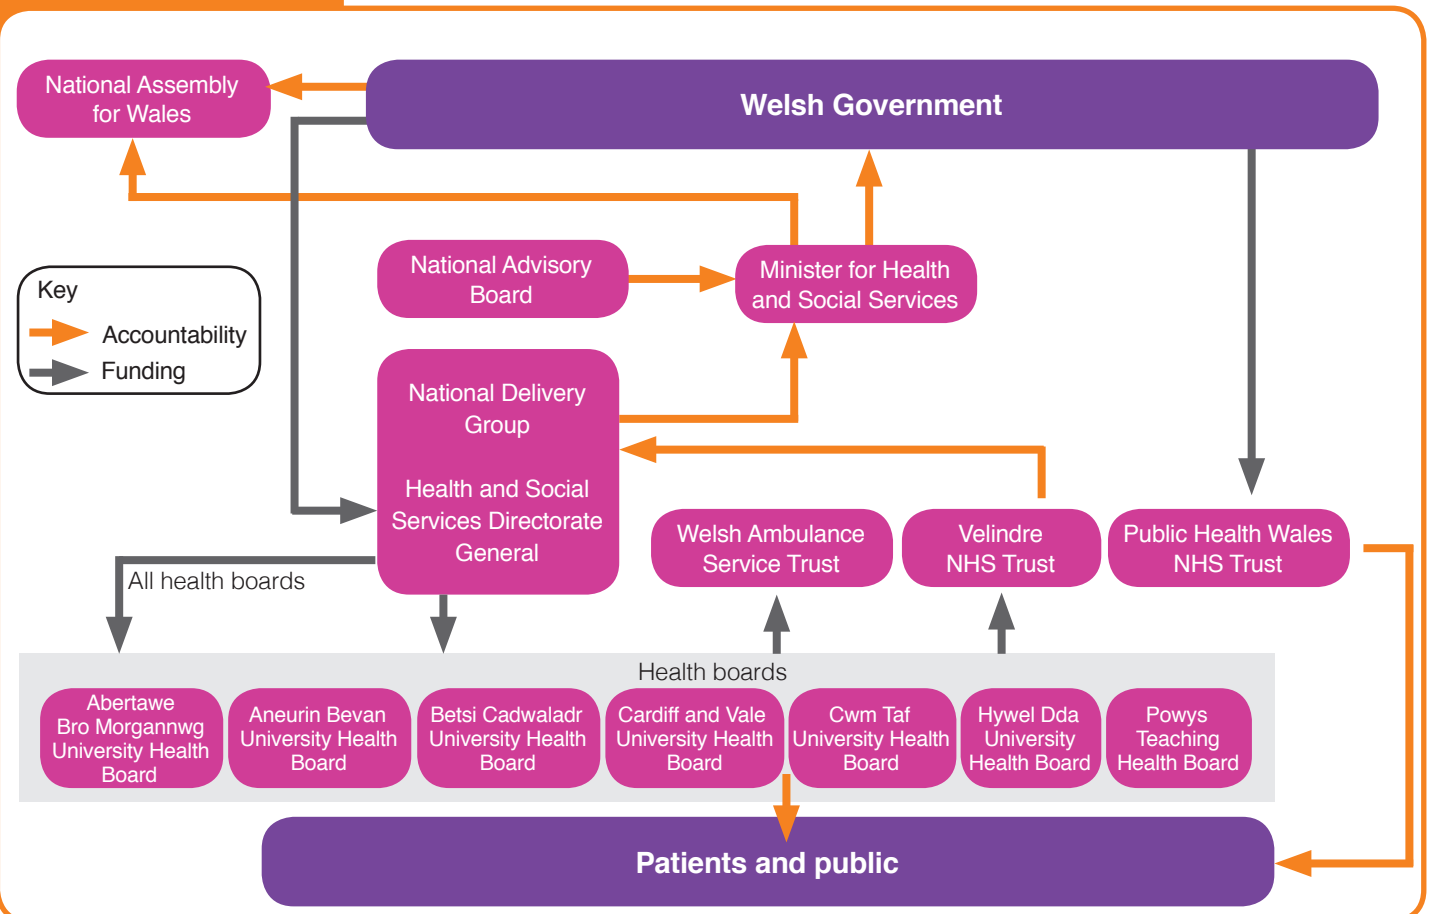 National Assembly
for Wales
Welsh Government
National Advisory
Board
Minister for Health
and Social Services
Key
Accountability
Funding
National Delivery
Group
Health and Social
Services Directorate
General
Welsh Ambulance
Service Trust
Velindre
NHS Trust
Public Health Wales
NHS Trust
All health boards
Health boards
Abertawe
Bro Morgannwg
University Health
Board
Aneurin Bevan
University Health
Board
Betsi Cadwaladr
University Health
Board
Cardiff and Vale
University Health
Board
Cwm Taf
University Health
Board
Hywel Dda
University
Health Board
Powys
Teaching
Health Board
Patients and public